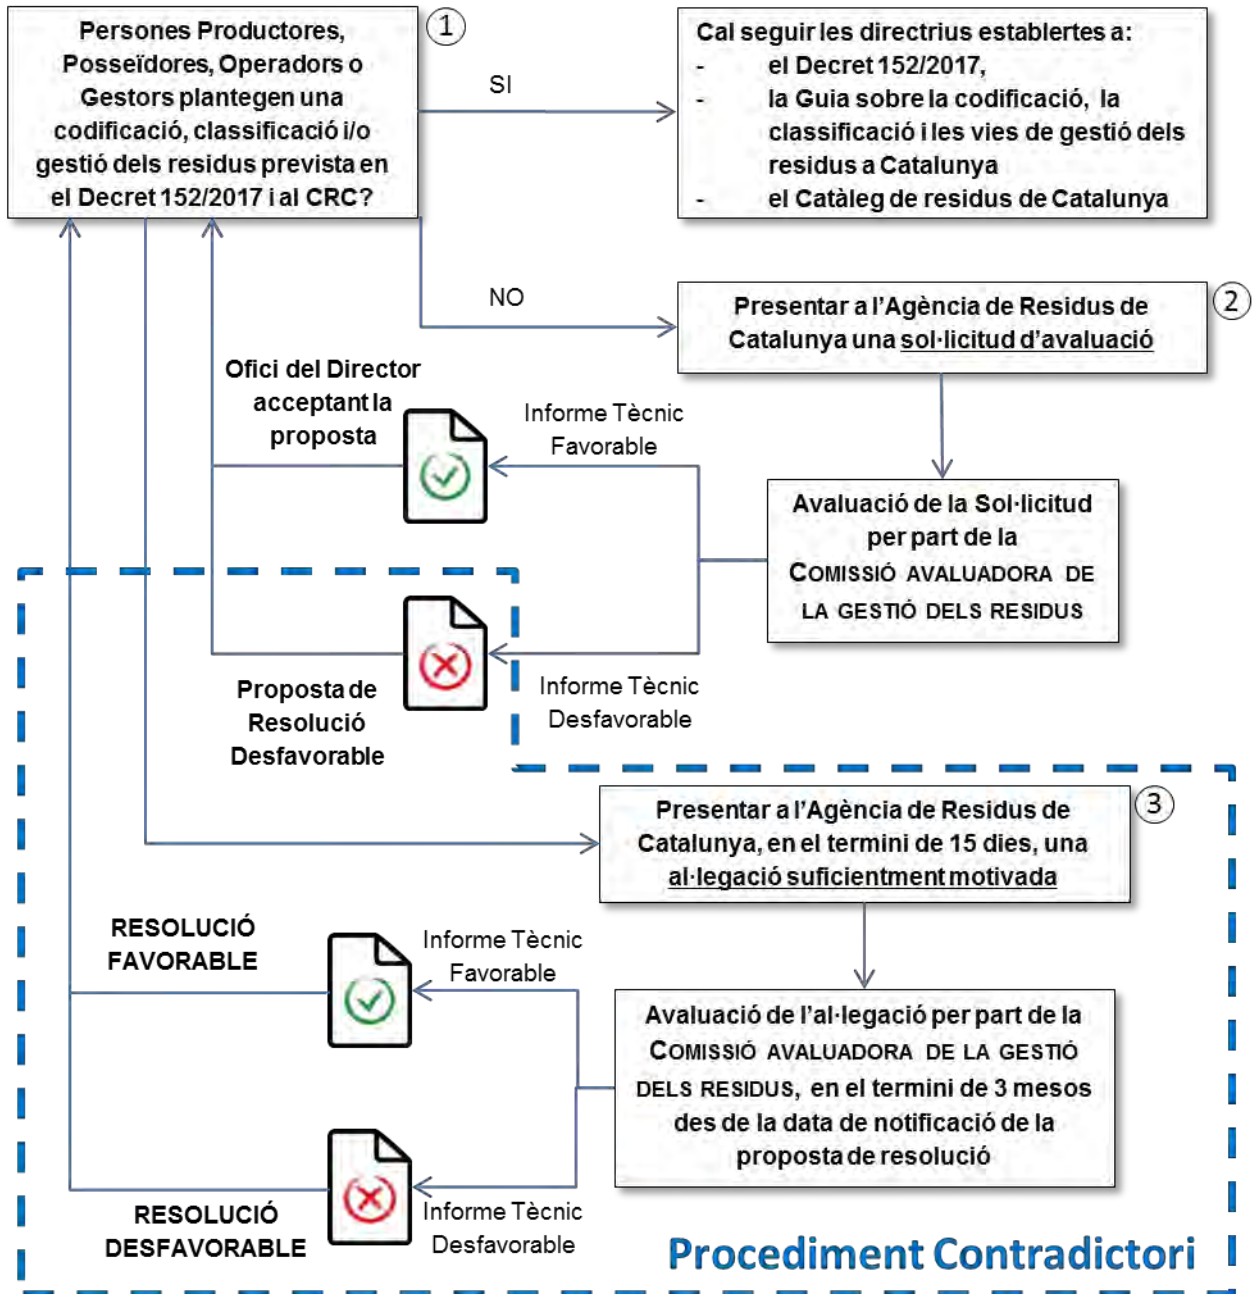 Persones Productores,
Posseïdores, Operadors o
Gestors plantegen una
codificació, classificació i/o
gestió dels residus prevista en
el Decret 152/2017 i al CRC?
1
SI
Cal seguir les directrius establertes a:
- el Decret 152/2017,
- la Guia sobre la codificació, la
classificació i les vies de gestió dels
residus a Catalunya
- el Catàleg de residus de Catalunya
NO
Presentar a l'Agència de Residus de
Catalunya una sol·licitud d'avaluació
2
Ofici del Director
acceptant la
proposta
Informe Tècnic
Favorable
Avaluació de la Sol·licitud
per part de la
COMISSIÓ AVALUADORA DE
LA GESTIÓ DELS RESIDUS
Proposta de
Resolució
Desfavorable
Informe Tècnic
Desfavorable
Presentar a l'Agència de Residus de
Catalunya, en el termini de 15 dies, una
al·legació suficientment motivada
3
RESOLUCIÓ
FAVORABLE
Informe Tècnic
Favorable
Avaluació de l'al·legació per part de la
COMISSIÓ AVALUADORA DE LA GESTIÓ
DELS RESIDUS, en el termini de 3 mesos
des de la data de notificació de la
proposta de resolució
RESOLUCIÓ
DESFAVORABLE
Informe Tècnic
Desfavorable
Procediment Contradictori